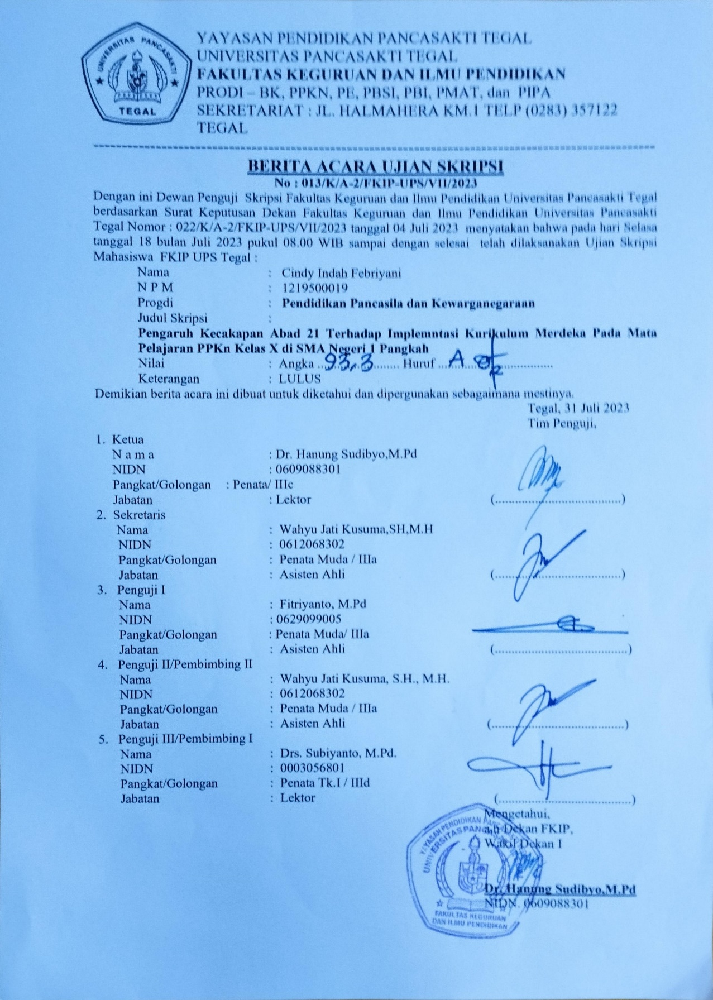 UNIVERSITAS PANCASAKTI
TEGAL
YAYASAN PENDIDIKAN PANCASAKTI TEGAL
UNIVERSITAS PANCASAKTI TEGAL
FAKULTAS KEGURUAN DAN ILMU PENDIDIKAN
PRODI – BK, PPKN, PE, PBSI, PBI, PMAT, dan PIPA
SEKRETARIAT : JL. HALMAHERA KM.1 TELP (0283) 357122
TEGAL
BERITA ACARA UJIAN SKRIPSI
No : 013/K/A-2/FKIP-UPS/VII/2023
Dengan ini Dewan Penguji Skripsi Fakultas Keguruan dan Ilmu Pendidikan Universitas Pancasakti Tegal
berdasarkan Surat Keputusan Dekan Fakultas Keguruan dan Ilmu Pendidikan Universitas Pancasakti
Tegal Nomor : 022/K/A-2/FKIP-UPS/VII/2023 tanggal 04 Juli 2023 menyatakan bahwa pada hari Selasa
tanggal 18 bulan Juli 2023 pukul 08.00 WIB sampai dengan selesai telah dilaksanakan Ujian Skripsi
Mahasiswa FKIP UPS Tegal :
Nama : Cindy Indah Febriyani
N P M : 1219500019
Progdi : Pendidikan Pancasila dan Kewarganegaraan
Judul Skripsi :
Pengaruh Kecakapan Abad 21 Terhadap Implemntasi Kurikulum Merdeka Pada Mata
Pelajaran PPKn Kelas X di SMA Negeri 1 Pangkah
Nilai : Angka ...93,3........ Huruf ...A...................
Keterangan : LULUS
Demikian berita acara ini dibuat untuk diketahui dan dipergunakan sebagaimana mestinya.
Tegal, 31 Juli 2023
Tim Penguji,
1. Ketua
N a m a : Dr. Hanung Sudibyo,M.Pd
NIDN : 0609088301
Pangkat/Golongan : Penata/ IIIc
Jabatan : Lektor (......................................)
2. Sekretaris
Nama : Wahyu Jati Kusuma,SH,M.H
NIDN : 0612068302
Pangkat/Golongan : Penata Muda / IIIa
Jabatan : Asisten Ahli (......................................)
3. Penguji I
Nama : Fitriyanto, M.Pd
NIDN : 0629099005
Pangkat/Golongan : Penata Muda/ IIIa
Jabatan : Asisten Ahli (........................................)
4. Penguji II/Pembimbing II
Nama : Wahyu Jati Kusuma, S.H., M.H.
NIDN : 0612068302
Pangkat/Golongan : Penata Muda / IIIa
Jabatan : Asisten Ahli (........................................)
5. Penguji III/Pembimbing I
Nama : Drs. Subiyanto, M.Pd.
NIDN : 0003056801
Pangkat/Golongan : Penata Tk.I / IIId
Jabatan : Lektor (........................................)
Mengetahui,
a.n Dekan FKIP,
Wakil Dekan I
Dr. Hanung Sudibyo,M.Pd
NIDN. 0609088301
YAYASAN PENDIDIKAN
UNIVERSITAS
FAKULTAS KEGURUAN
DAN ILMU PENDIDIKAN